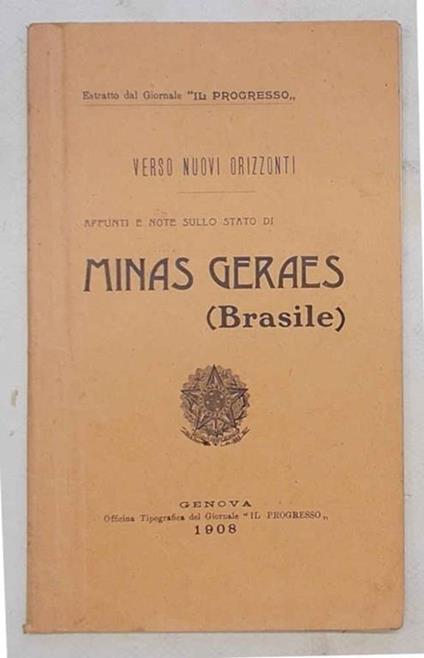 Estratto dal Giornale "IL PROGRESSO„
VERSO NUOVI ORIZZONTI
APPUNTI E NOTE SULLO STATO DI
MINAS GERAES
(Brasile)
GENOVA
Officina Tipografica del Giornale "IL PROGRESSO„
1908